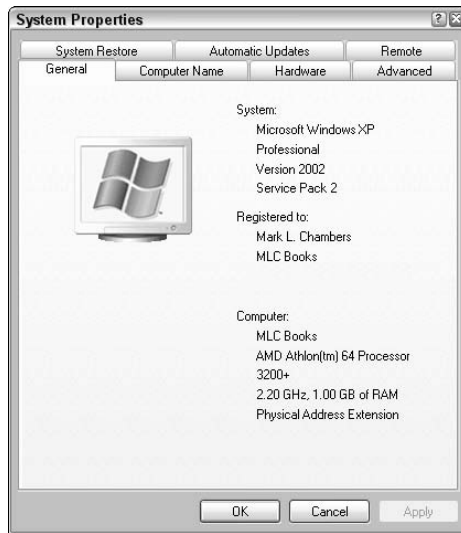 System Properties
System Restore Automatic Updates Remote
General Computer Name Hardware Advanced
System:
Microsoft Windows XP
Professional
Version 2002
Service Pack 2
Registered to:
Mark L. Chambers
MLC Books
Computer:
MLC Books
AMD Athlon(tm) 64 Processor
3200+
2.20 GHz, 1.00 GB of RAM
Physical Address Extension
OK Cancel Apply